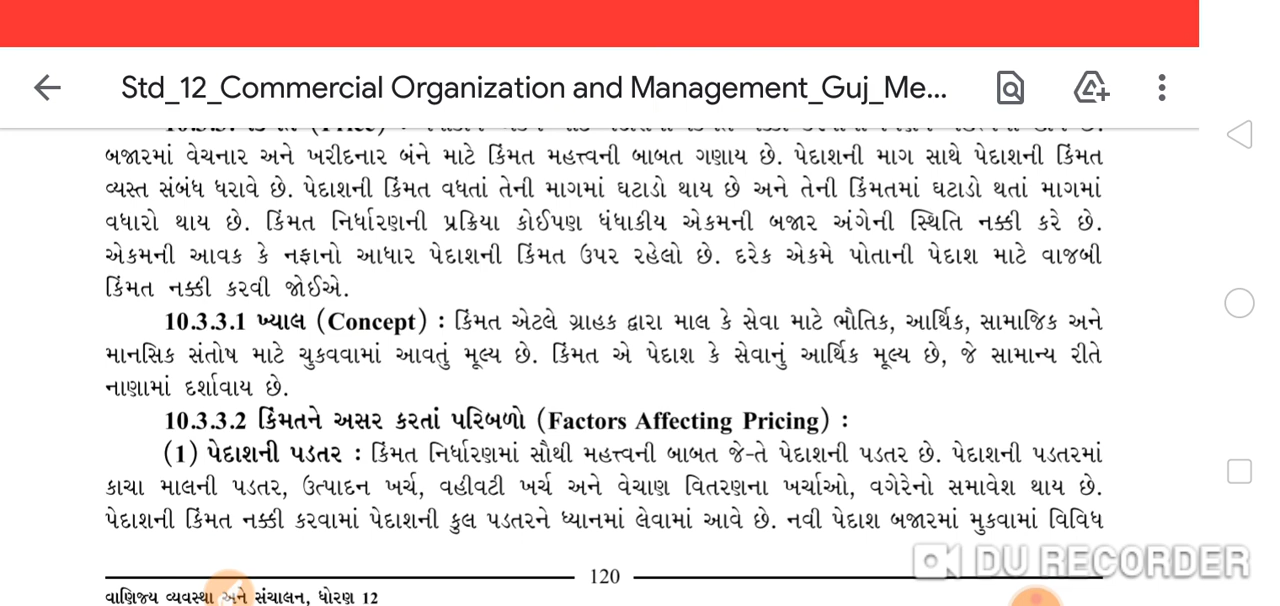 Std_12_Commercial Organization and Management_Guj_Me...
(Price) :
બજારમાં વેચનાર અને ખરીદનાર બંને માટે કિંમત મહત્ત્વની બાબત ગણાય છે. પેદાશની માગ સાથે પેદાશની કિંમત
વ્યસ્ત સંબંધ ધરાવે છે. પેદાશની કિંમત વધતાં તેની માગમાં ઘટાડો થાય છે અને તેની કિંમતમાં ઘટાડો થતાં માગમાં
વધારો થાય છે. કિંમત નિર્ધારણની પ્રક્રિયા કોઈપણ ધંધાકીય એકમની બજાર અંગેની સ્થિતિ નક્કી કરે છે.
એકમની આવક કે નફાનો આધાર પેદાશની કિંમત ઉપર રહેલો છે. દરેક એકમે પોતાની પેદાશ માટે વાજબી
કિંમત નક્કી કરવી જોઈએ.
10.3.3.1 ખ્યાલ (Concept) : કિંમત એટલે ગ્રાહક દ્વારા માલ કે સેવા માટે ભૌતિક, આર્થિક, સામાજિક અને
માનસિક સંતોષ માટે ચુકવવામાં આવતું મૂલ્ય છે. કિંમત એ પેદાશ કે સેવાનું આર્થિક મૂલ્ય છે, જે સામાન્ય રીતે
નાણામાં દર્શાવાય છે.
10.3.3.2 કિંમતને અસર કરતાં પરિબળો (Factors Affecting Pricing) :
(1) પેદાશની પડતર : કિંમત નિર્ધારણમાં સૌથી મહત્ત્વની બાબત જે-તે પેદાશની પડતર છે. પેદાશની પડતરમાં
કાચા માલની પડતર, ઉત્પાદન ખર્ચ, વહીવટી ખર્ચ અને વેચાણ વિતરણના ખર્ચાઓ, વગેરેનો સમાવેશ થાય છે.
પેદાશની કિંમત નક્કી કરવામાં પેદાશની કુલ પડતરને ધ્યાનમાં લેવામાં આવે છે. નવી પેદાશ બજારમાં મુકવામાં વિવિધ
DU RECORDER
120
વાણિજ્ય વ્યવસ્થા અને સંચાલન, ધોરણ 12